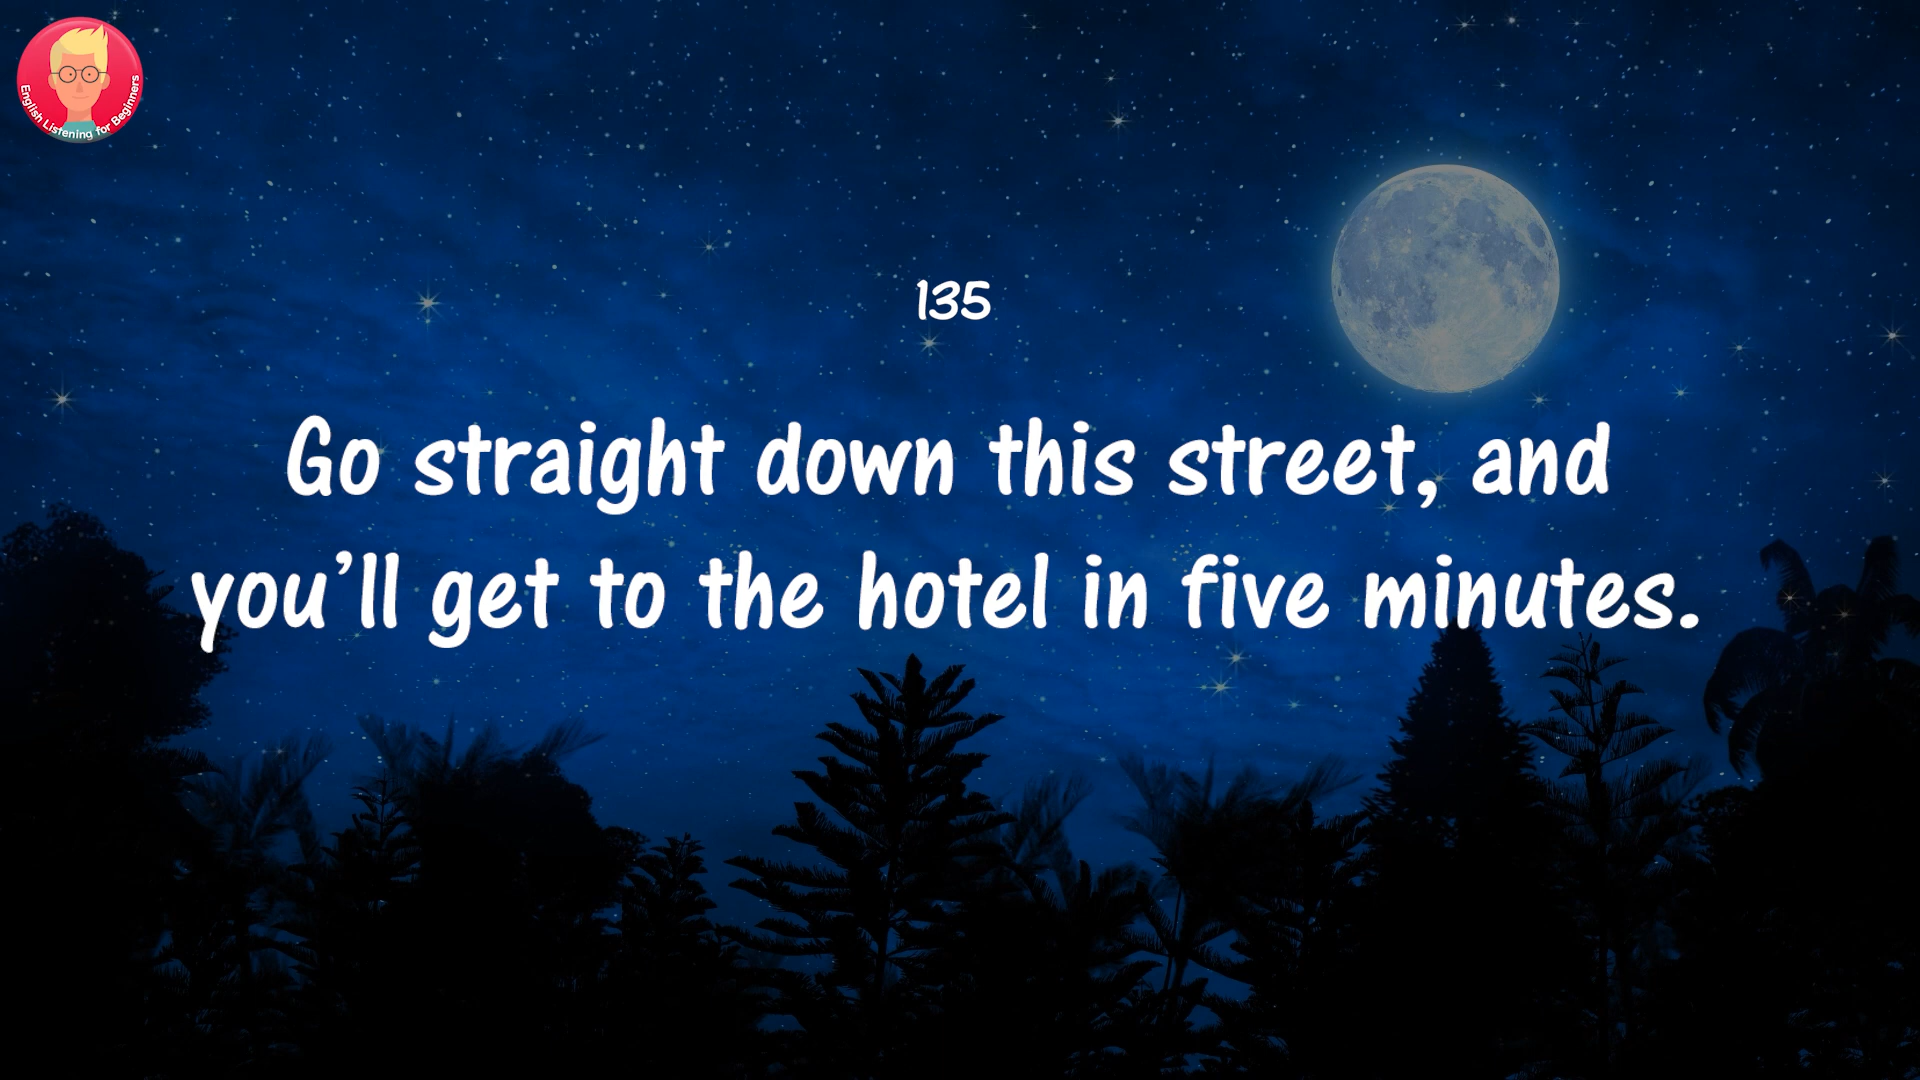 English Listening for Beginners
135
Go straight down this street, and
you’ll get to the hotel in five minutes.